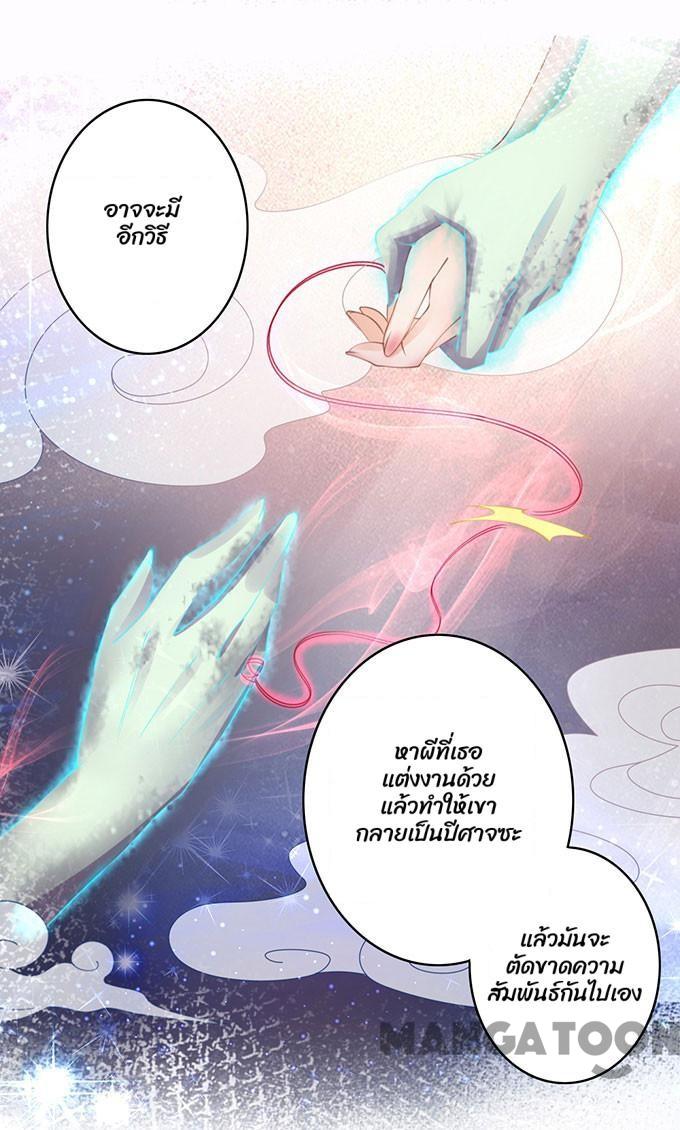 อาจจะมี
อีกวิธี
หาผีที่เธอ
แต่งงานด้วย
แล้วทำให้เขา
กลายเป็นปีศาจซะ
แล้วมันจะ
ตัดขาดความ
สัมพันธ์กันไปเอง
MANGATOON